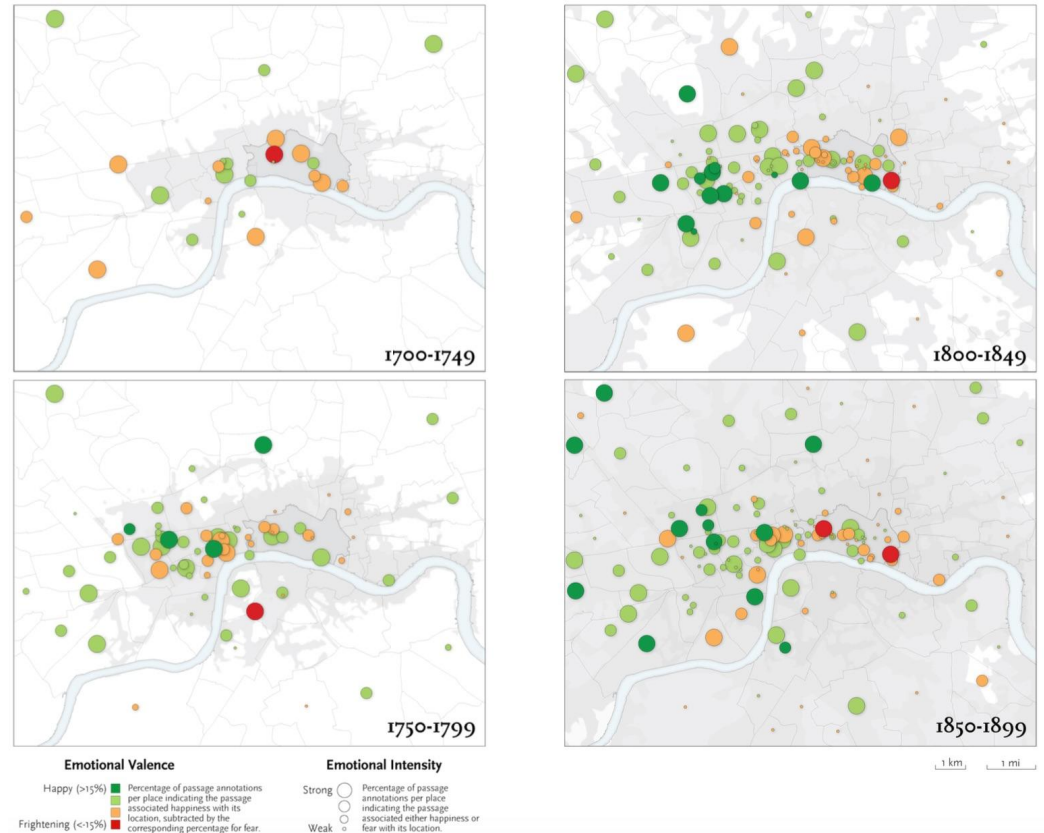 1700-1749
1800-1849
1750-1799
1850-1899
1 km
1 mi
Emotional Valence
Happy (>15%)
Frightening (<-15%)
Percentage of passage annotations
per place indicating the passage
associated happiness with its
location, subtracted by the
corresponding percentage for fear.
Emotional Intensity
Strong
Weak
Percentage of passage
annotations per place
indicating the passage
associated either happiness or
fear with its location.